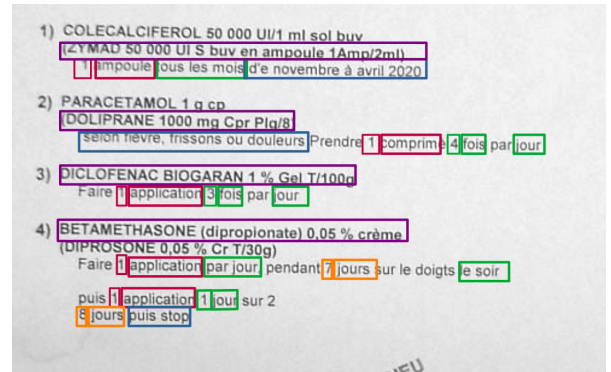 1) COLECALCIFEROL 50 000 UI/1 ml sol buv
(ZYMAD 50 000 UI S buv en ampoule 1Amp/2ml)
1 ampoule tous les mois d'e novembre à avril 2020
2) PARACETAMOL 1 g cp
(DOLIPRANE 1000 mg Cpr Plq/8)
selon fièvre, frissons ou douleurs Prendre 1 comprimé 4 fois par jour
3) DICLOFENAC BIOGARAN 1 % Gel T/100g
Faire 1 application 3 fois par jour
4) BETAMETHASONE (dipropionate) 0,05 % crème
(DIPROSONE 0,05 % Cr T/30g)
Faire 1 application par jour, pendant 7 jours sur le doigts le soir
puis 1 application 1 jour sur 2
8 jours puis stop